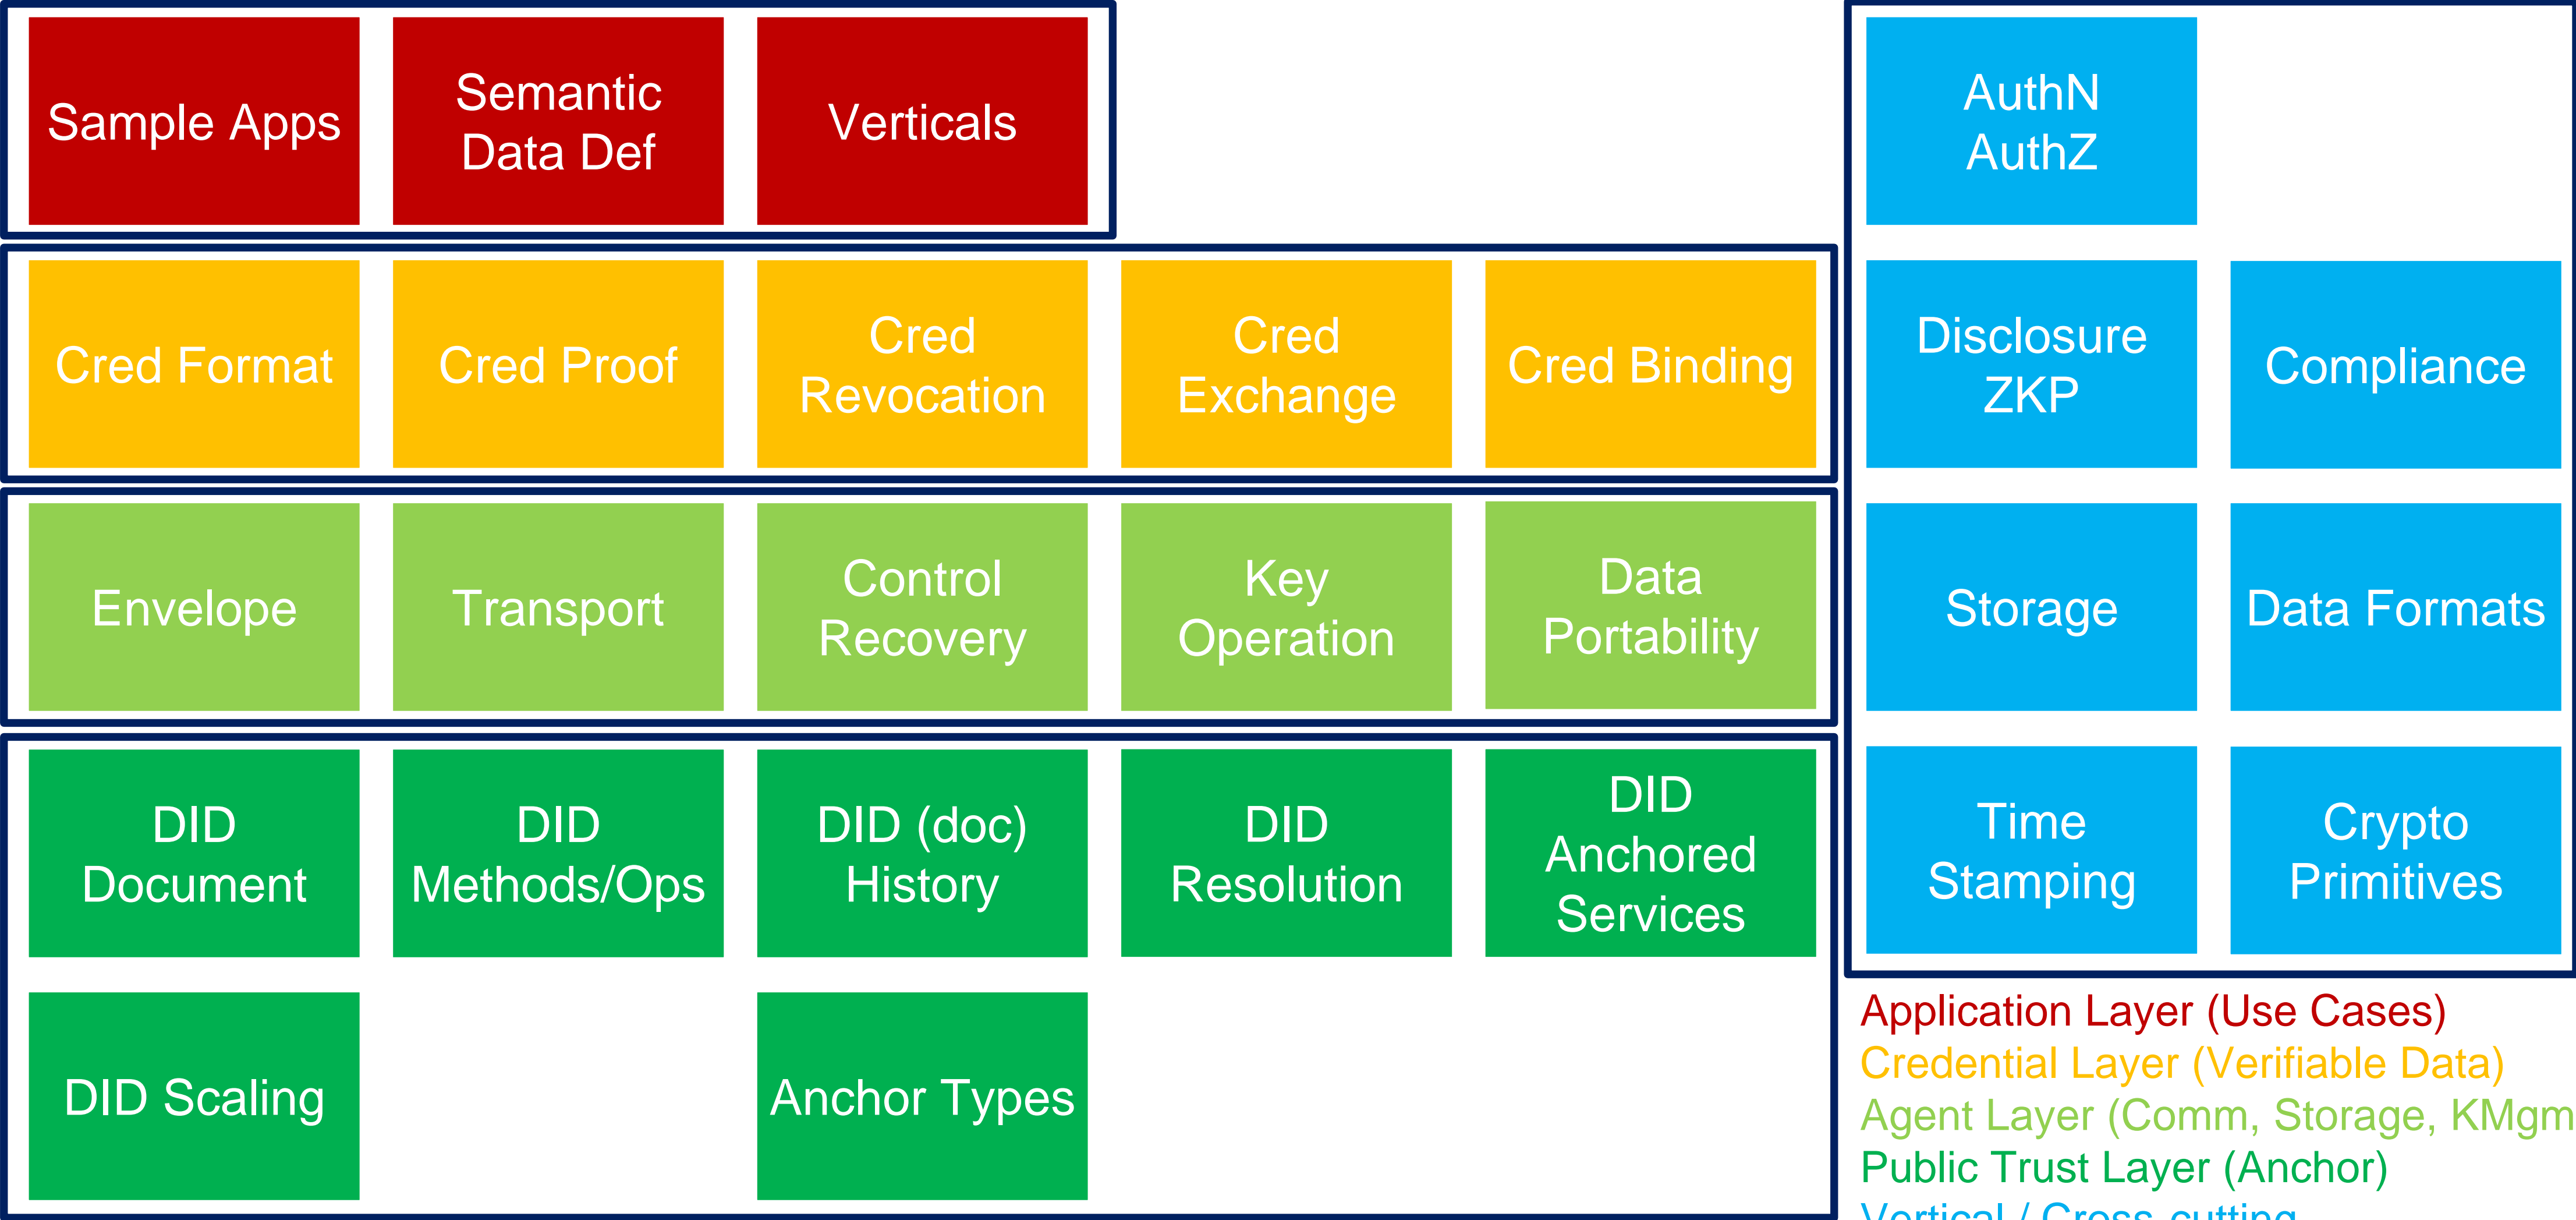 Sample Apps
Semantic
Data Def
Verticals
AuthN
AuthZ
Cred Format
Cred Proof
Cred
Revocation
Cred
Exchange
Cred Binding
Disclosure
ZKP
Compliance
Envelope
Transport
Control
Recovery
Key
Operation
Data
Portability
Storage
Data Formats
DID
Document
DID
Methods/Ops
DID (doc)
History
DID
Resolution
DID
Anchored
Services
Time
Stamping
Crypto
Primitives
DID Scaling
Anchor Types
Application Layer (Use Cases)
Credential Layer (Verifiable Data)
Agent Layer (Comm, Storage, KMgm
Public Trust Layer (Anchor)
Vertical / Cross-cutting